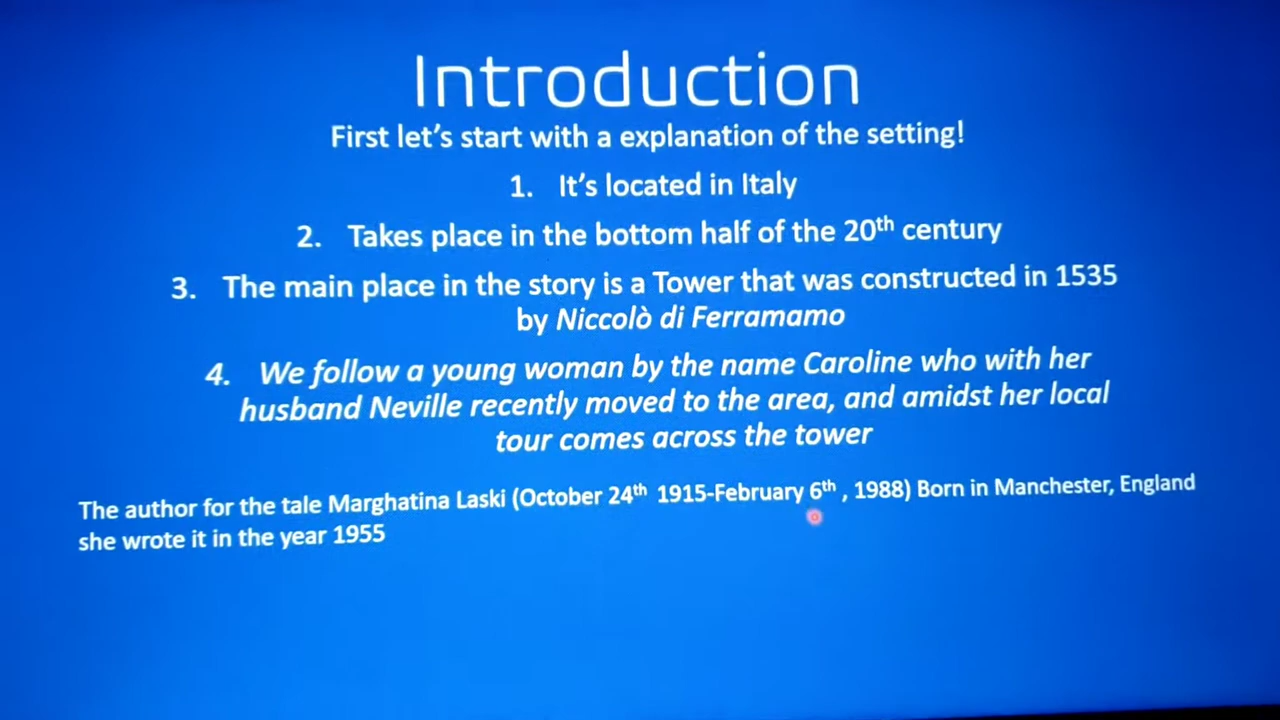 Introduction
First let's start with a explanation of the setting!
1. It's located in Italy
2. Takes place in the bottom half of the 20th century
3. The main place in the story is a Tower that was constructed in 1535
by Niccolò di Ferramamo
4. We follow a young woman by the name Caroline who with her
husband Neville recently moved to the area, and amidst her local
tour comes across the tower
The author for the tale Marghatina Laski (October 24th 1915-February 6th , 1988) Born in Manchester, England
she wrote it in the year 1955